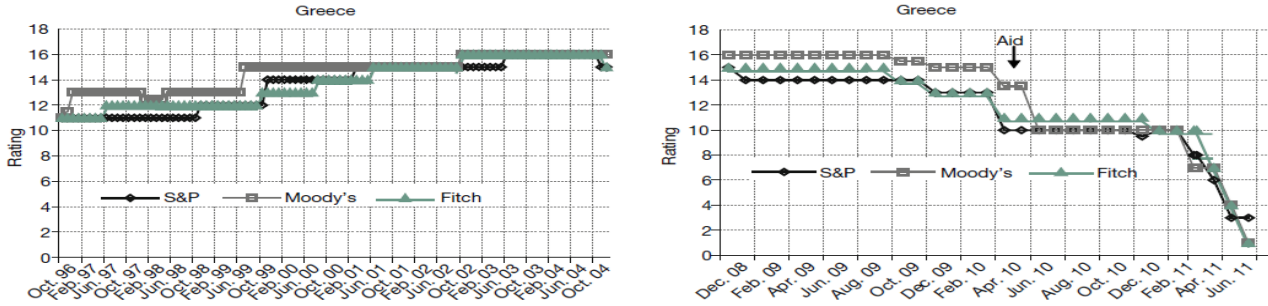 Greece
18
16
14
12
10
8
6
4
2
0
Rating
S&P Moody's Fitch
Oct. 96 Feb. 97 Jun. 97 Oct. 97 Feb. 98 Jun. 98 Oct. 98 Feb. 99 Jun. 99 Oct. 99 Feb. 00 Jun. 00 Oct. 00 Feb. 01 Jun. 01 Oct. 01 Feb. 02 Jun. 02 Oct. 02 Feb. 03 Jun. 03 Oct. 03 Feb. 04 Jun. 04 Oct. 04
Greece
18
16
14
12
10
8
6
4
2
0
Rating
Aid
S&P Moody's Fitch
Dec. 08 Feb. 09 Apr. 09 Jun. 09 Aug. 09 Oct. 09 Dec. 09 Feb. 10 Apr. 10 Jun. 10 Aug. 10 Oct. 10 Dec. 10 Feb. 11 Apr. 11 Jun. 11